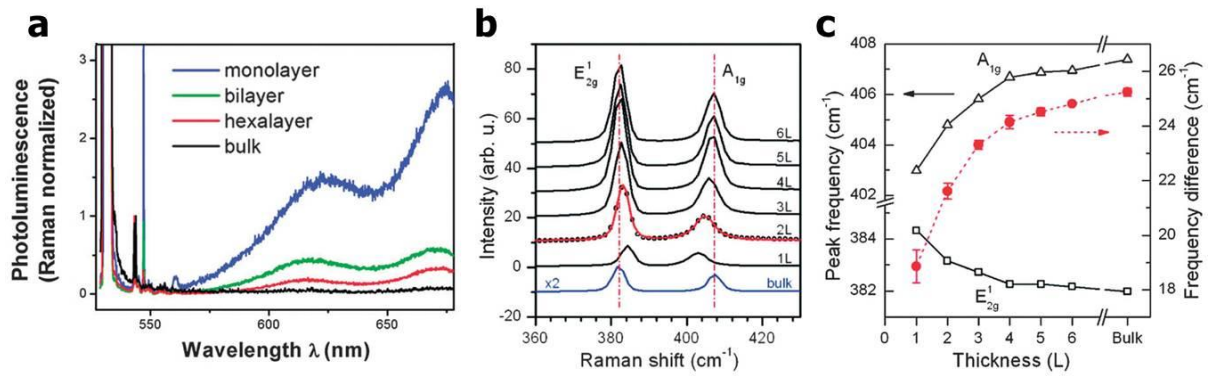 a
Photoluminescence
(Raman normalized)
3
2
1
0
monolayer
bilayer
hexalayer
bulk
550
600
650
Wavelength λ (nm)
b
Intensity (arb. u.)
80
60
40
20
0
-20
E¹2g
A1g
6L
5L
4L
3L
2L
1L
x2
bulk
360
380
400
420
Raman shift (cm⁻¹)
c
Peak frequency (cm⁻¹)
408
406
404
402
384
382
A1g
E¹2g
26
24
22
20
18
Frequency difference (cm⁻¹)
0
1
2
3
4
5
6
Bulk
Thickness (L)